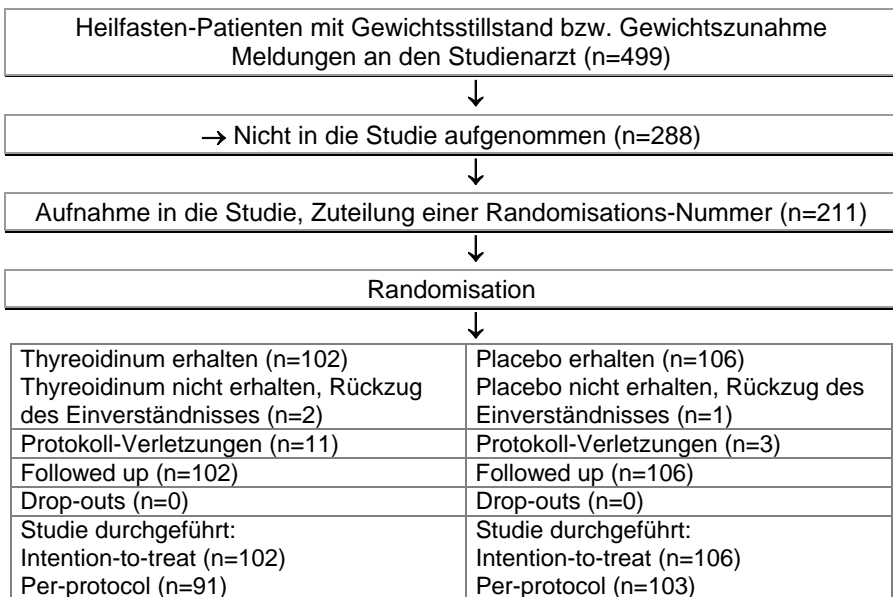 Heilfasten-Patienten mit Gewichtsstillstand bzw. Gewichtszunahme
Meldungen an den Studienarzt (n=499)
↓
→ Nicht in die Studie aufgenommen (n=288)
↓
Aufnahme in die Studie, Zuteilung einer Randomisations-Nummer (n=211)
↓
Randomisation
↓
Thyreoidinum erhalten (n=102)
Thyreoidinum nicht erhalten, Rückzug
des Einverständnisses (n=2)
Placebo erhalten (n=106)
Placebo nicht erhalten, Rückzug des
Einverständnisses (n=1)
Protokoll-Verletzungen (n=11)
Protokoll-Verletzungen (n=3)
Followed up (n=102)
Followed up (n=106)
Drop-outs (n=0)
Drop-outs (n=0)
Studie durchgeführt:
Intention-to-treat (n=102)
Per-protocol (n=91)
Studie durchgeführt:
Intention-to-treat (n=106)
Per-protocol (n=103)